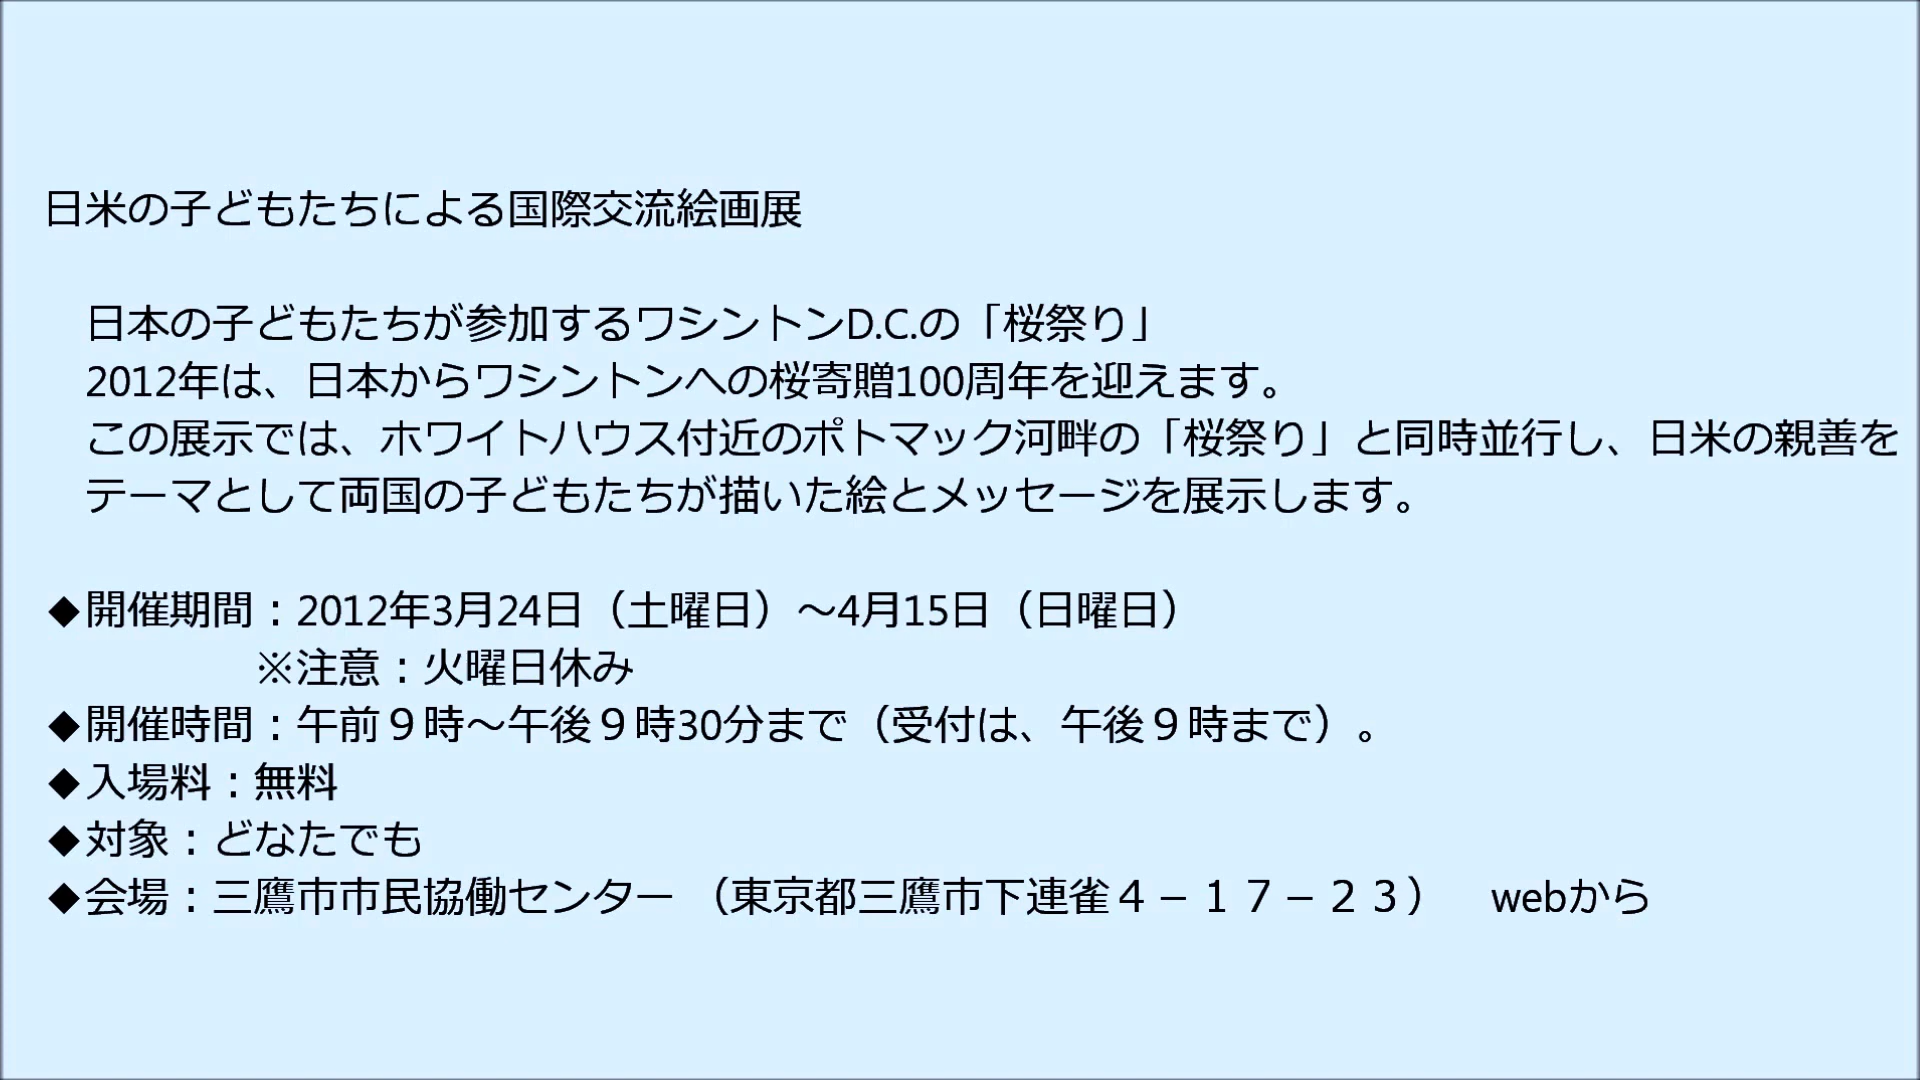 日米の子どもたちによる国際交流絵画展
日本の子どもたちが参加するワシントンD.C.の「桜祭り」
2012年は、日本からワシントンへの桜寄贈100周年を迎えます。
この展示では、ホワイトハウス付近のポトマック河畔の「桜祭り」と同時並行し、日米の親善を
テーマとして両国の子どもたちが描いた絵とメッセージを展示します。
◆開催期間：2012年3月24日（土曜日）～4月15日（日曜日）
※注意：火曜日休み
◆開催時間：午前９時～午後９時30分まで（受付は、午後９時まで）。
◆入場料：無料
◆対象：どなたでも
◆会場：三鷹市市民協働センター （東京都三鷹市下連雀４－１７－２３）　webから